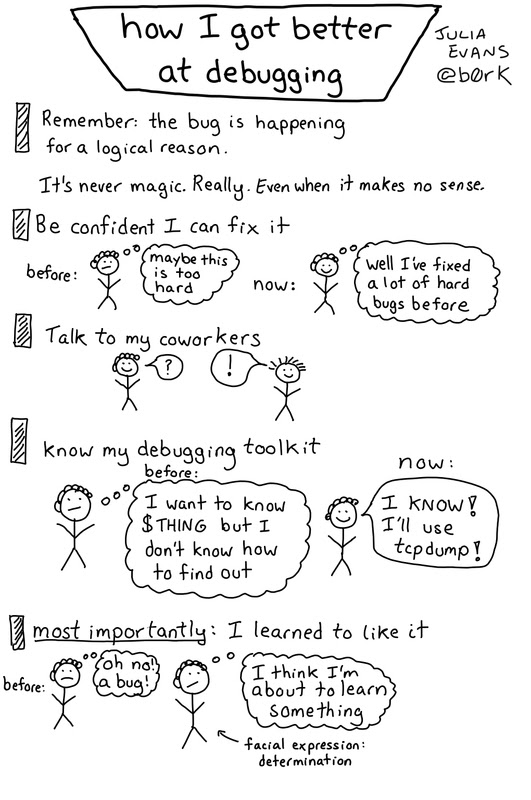 how I got better
at debugging
JULIA
EVANS
@børk
Remember: the bug is happening
for a logical reason.
It's never magic. Really. Even when it makes no sense.
Be confident I can fix it
before:
maybe this
is too
hard
now:
well I've fixed
a lot of hard
bugs before
Talk to my coworkers
?
!
know my debugging toolkit
before:
I want to know
$THING but I
don't know how
to find out
now:
I KNOW!
I'll use
tcpdump!
most importantly: I learned to like it
before:
oh no!
a bug!
I think I'm
about to learn
something
facial expression:
determination